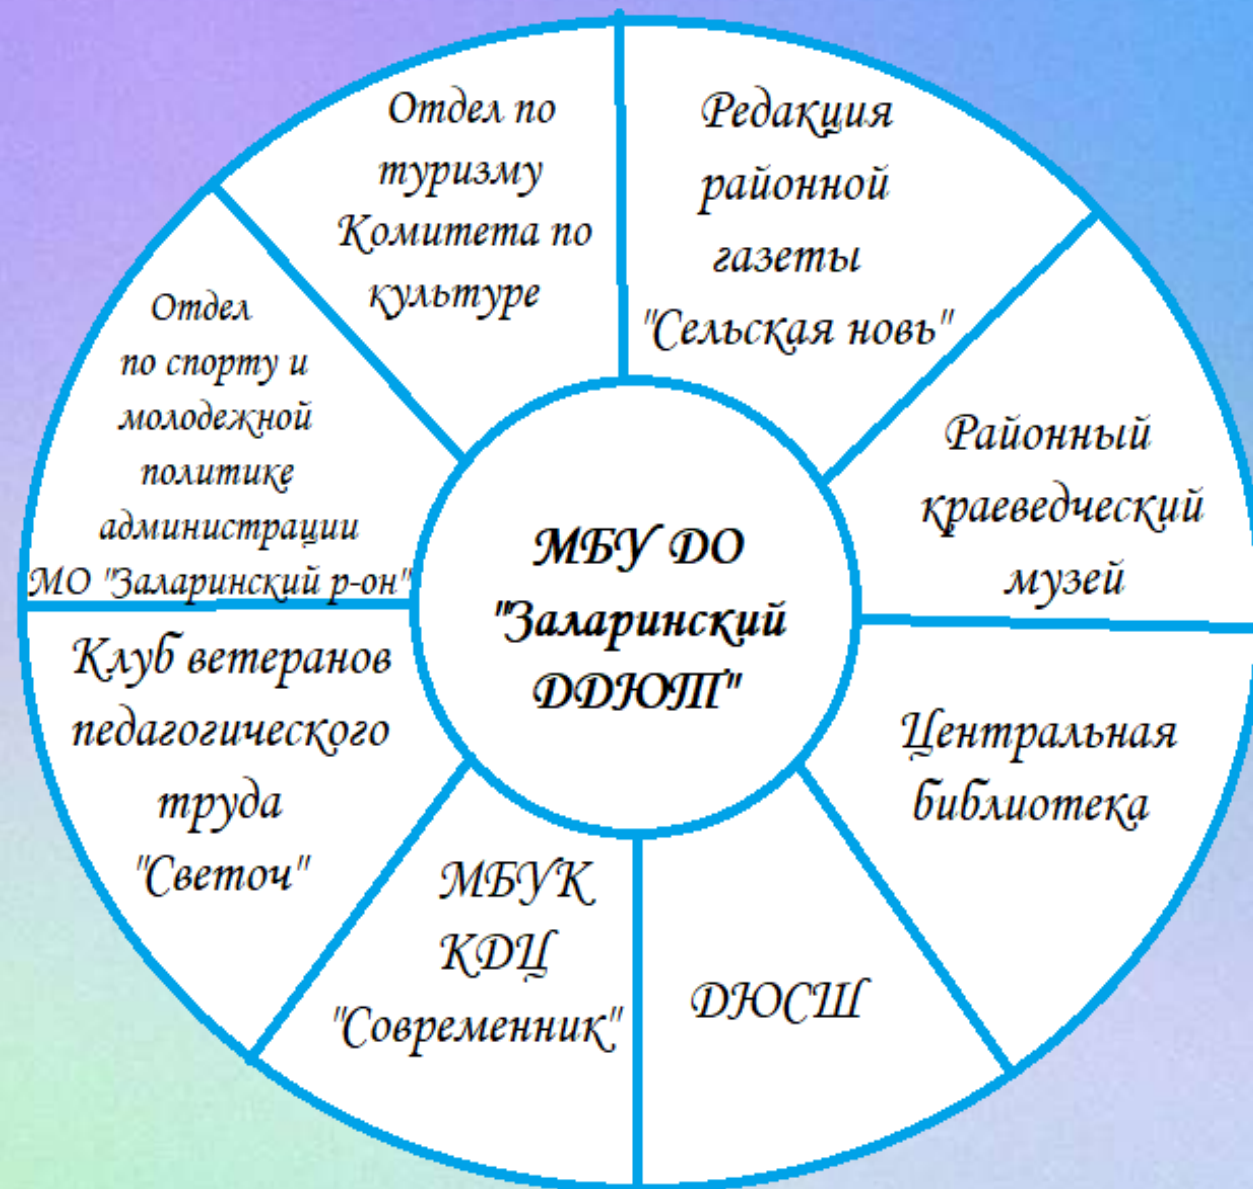 Отдел по
туризму
Комитета по
культуре
Редакция
районной
газеты
"Сельская новь"
Районный
краеведческий
музей
Центральная
библиотека
ДЮСШ
МБУК
КДЦ
"Современник"
Клуб ветеранов
педагогического
труда
"Светоч"
Отдел
по спорту и
молодежной
политике
администрации
МО "Заларинский р-он"
МБУ ДО
"Заларинский
ДДЮТ"